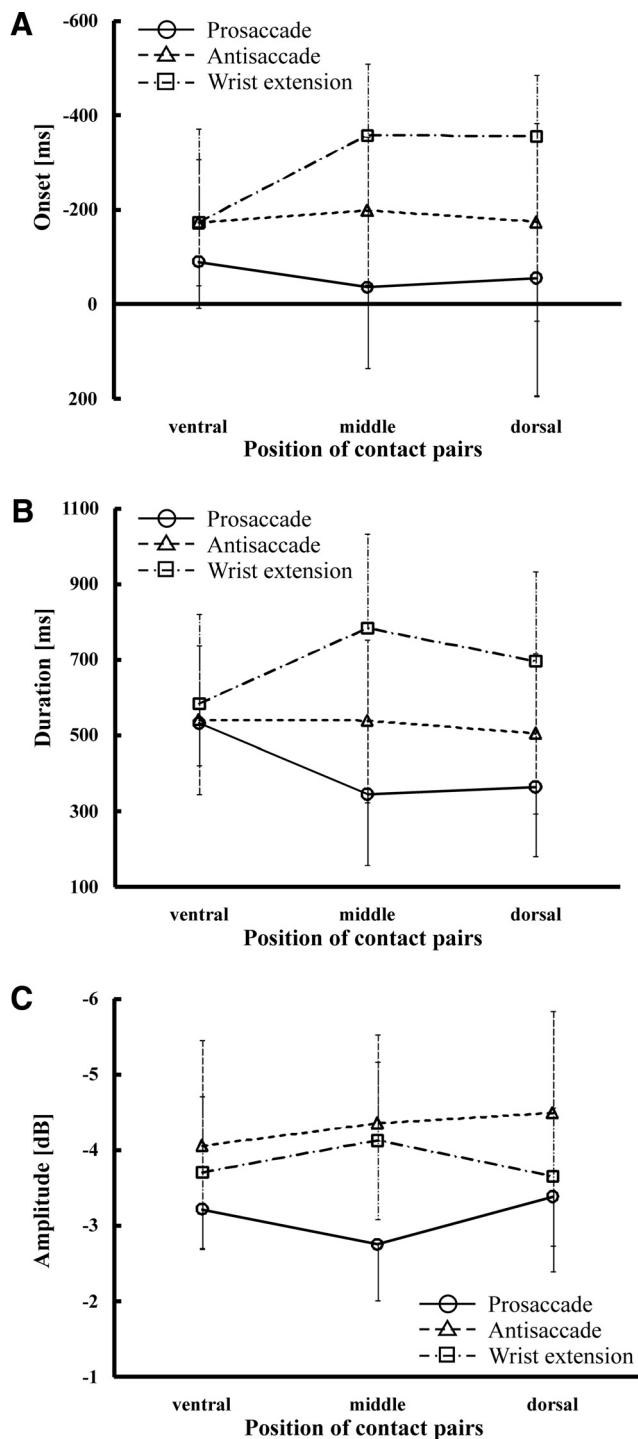 A
Prosaccade
Antisaccade
Wrist extension
Onset [ms]
-600
-400
-200
0
200
ventral middle dorsal
Position of contact pairs
B
Prosaccade
Antisaccade
Wrist extension
Duration [ms]
1100
900
700
500
300
100
ventral middle dorsal
Position of contact pairs
C
Amplitude [dB]
-6
-5
-4
-3
-2
-1
Prosaccade
Antisaccade
Wrist extension
ventral middle dorsal
Position of contact pairs